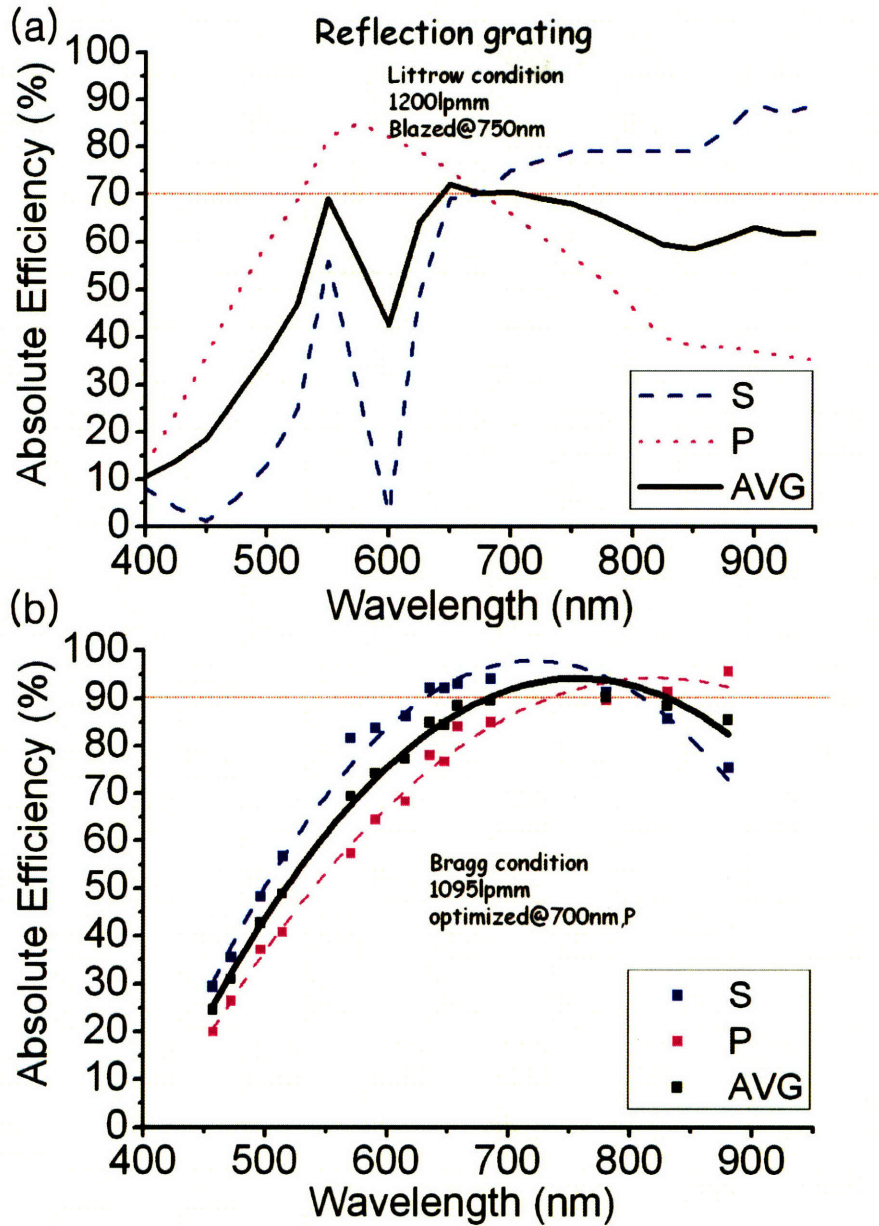 (a)
Reflection grating
Littrow condition
1200lpmm
Blazed@750nm
Absolute Efficiency (%)
100
90
80
70
60
50
40
30
20
10
0
S
P
AVG
400 500 600 700 800 900
Wavelength (nm)
(b)
Absolute Efficiency (%)
100
90
80
70
60
50
40
30
20
10
0
Bragg condition
1095lpmm
optimized@700nm,P
S
P
AVG
400 500 600 700 800 900
Wavelength (nm)